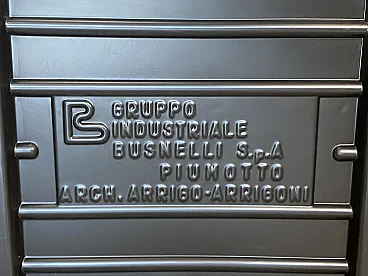 GRUPPO
INDUSTRIALE
BUSNELLI S.p.A
PIUMOTTO
ARCH. ARRIGO-ARRIGONI